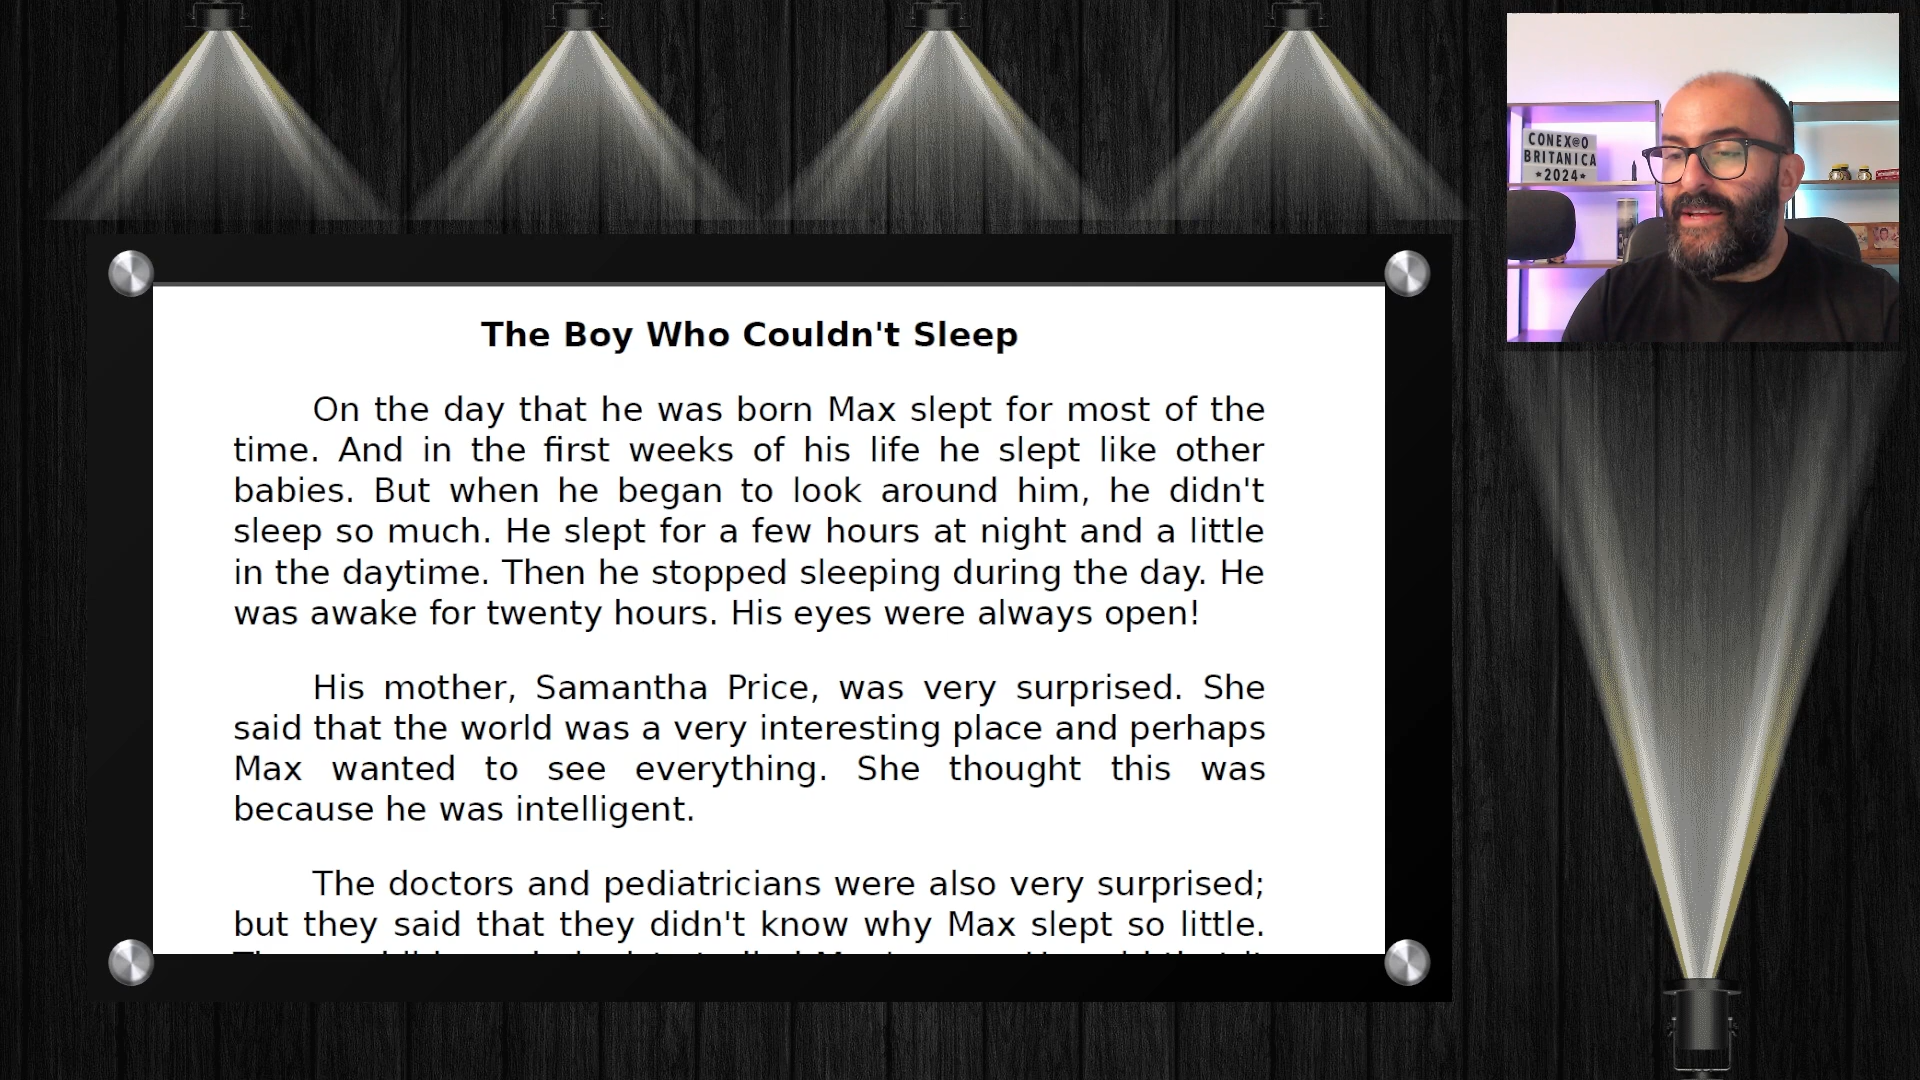 CONEX@O
BRITANICA
*2024*
The Boy Who Couldn't Sleep
On the day that he was born Max slept for most of the
time. And in the first weeks of his life he slept like other
babies. But when he began to look around him, he didn't
sleep so much. He slept for a few hours at night and a little
in the daytime. Then he stopped sleeping during the day. He
was awake for twenty hours. His eyes were always open!
His mother, Samantha Price, was very surprised. She
said that the world was a very interesting place and perhaps
Max wanted to see everything. She thought this was
because he was intelligent.
The doctors and pediatricians were also very surprised;
but they said that they didn't know why Max slept so little.